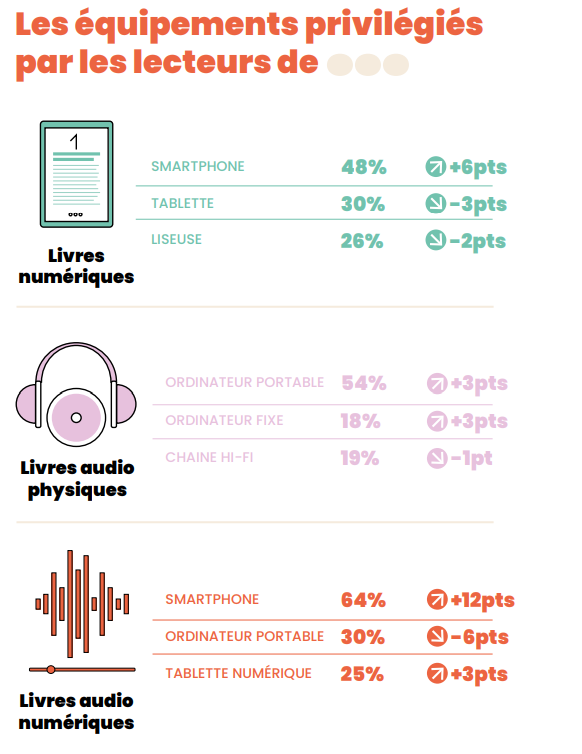 Les équipements privilégiés
par les lecteurs de
1
SMARTPHONE 48% +6pts
TABLETTE 30% -3pts
LISEUSE 26% -2pts
Livres
numériques
ORDINATEUR PORTABLE 54% +3pts
ORDINATEUR FIXE 18% +3pts
CHAINE HI-FI 19% -1pt
Livres audio
physiques
SMARTPHONE 64% +12pts
ORDINATEUR PORTABLE 30% -6pts
TABLETTE NUMÉRIQUE 25% +3pts
Livres audio
numériques